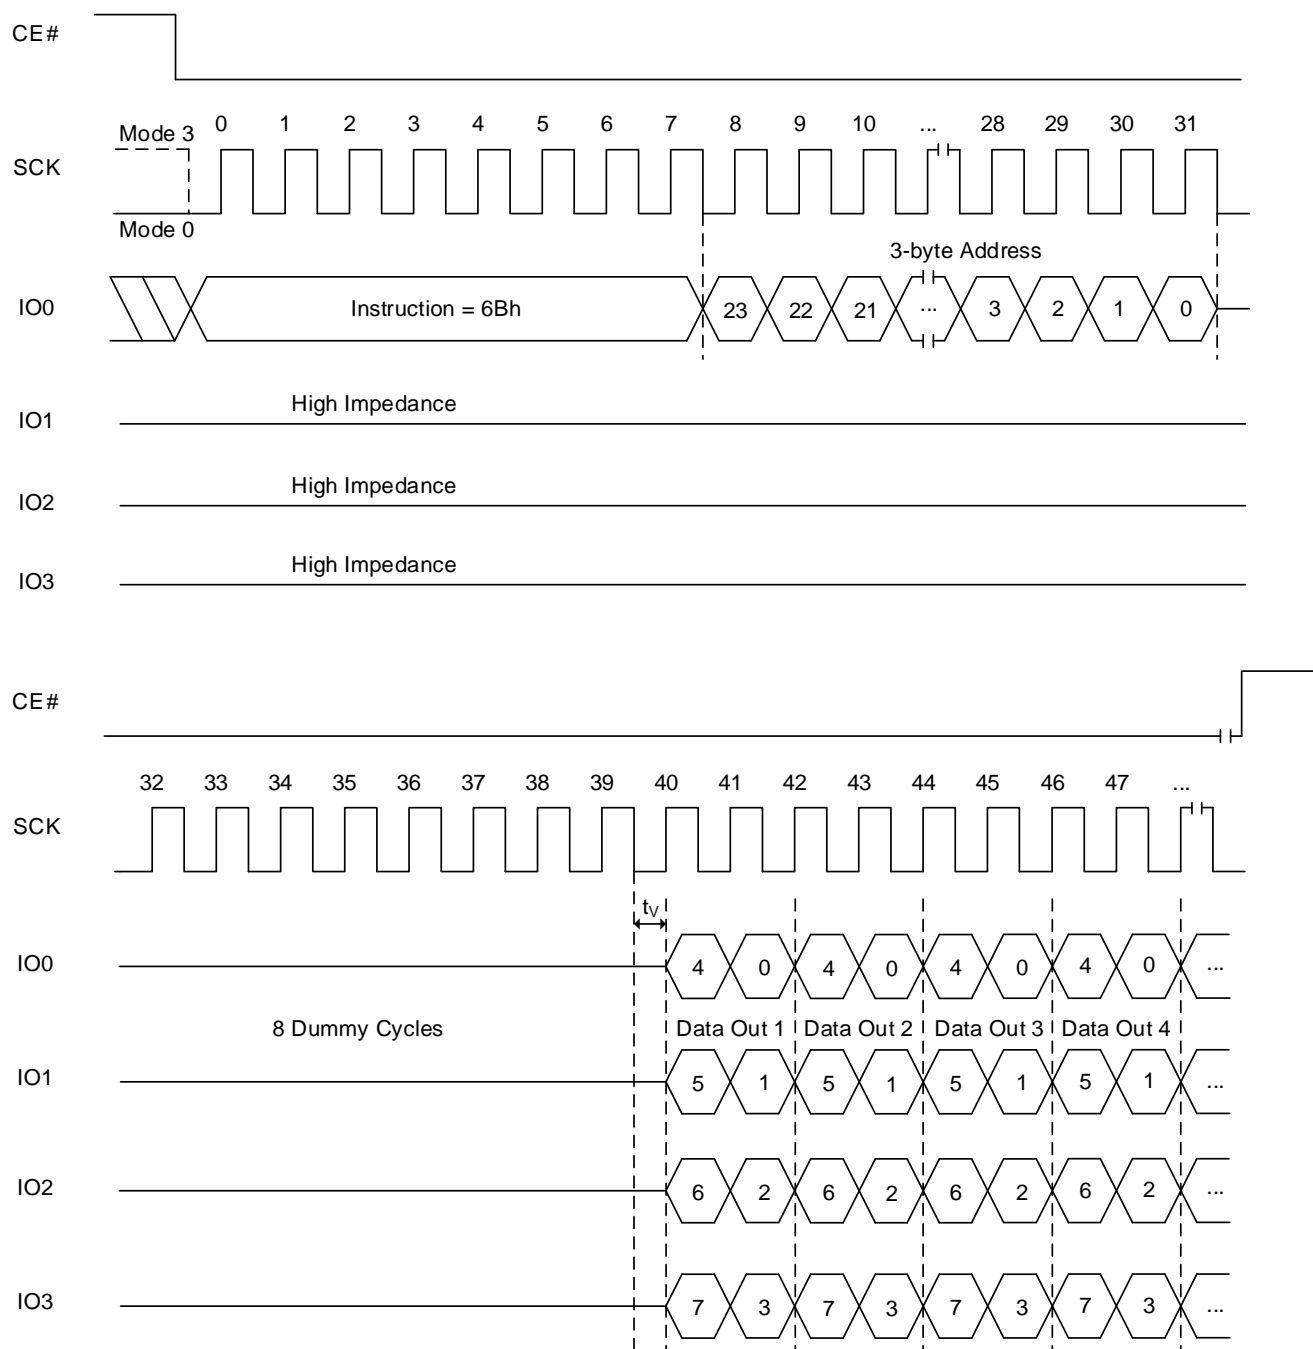 CE#
Mode 3 0 1 2 3 4 5 6 7 8 9 10 ... 28 29 30 31
SCK
Mode 0
3-byte Address
IO0 Instruction = 6Bh 23 22 21 ... 3 2 1 0
High Impedance
IO1
High Impedance
IO2
High Impedance
IO3
CE#
32 33 34 35 36 37 38 39 40 41 42 43 44 45 46 47 ...
SCK
tV
IO0 4 0 4 0 4 0 4 0 ...
8 Dummy Cycles Data Out 1 Data Out 2 Data Out 3 Data Out 4
IO1 5 1 5 1 5 1 5 1 ...
IO2 6 2 6 2 6 2 6 2 ...
IO3 7 3 7 3 7 3 7 3 ...